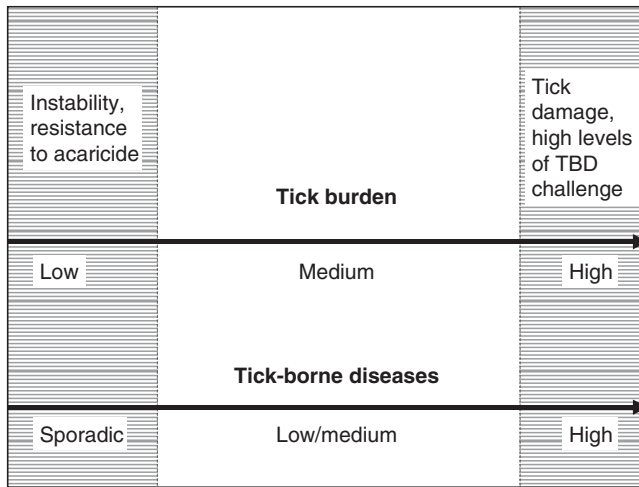 Instability,
resistance
to acaricide
Tick
damage,
high levels
of TBD
challenge
Tick burden
Low Medium High
Tick-borne diseases
Sporadic Low/medium High